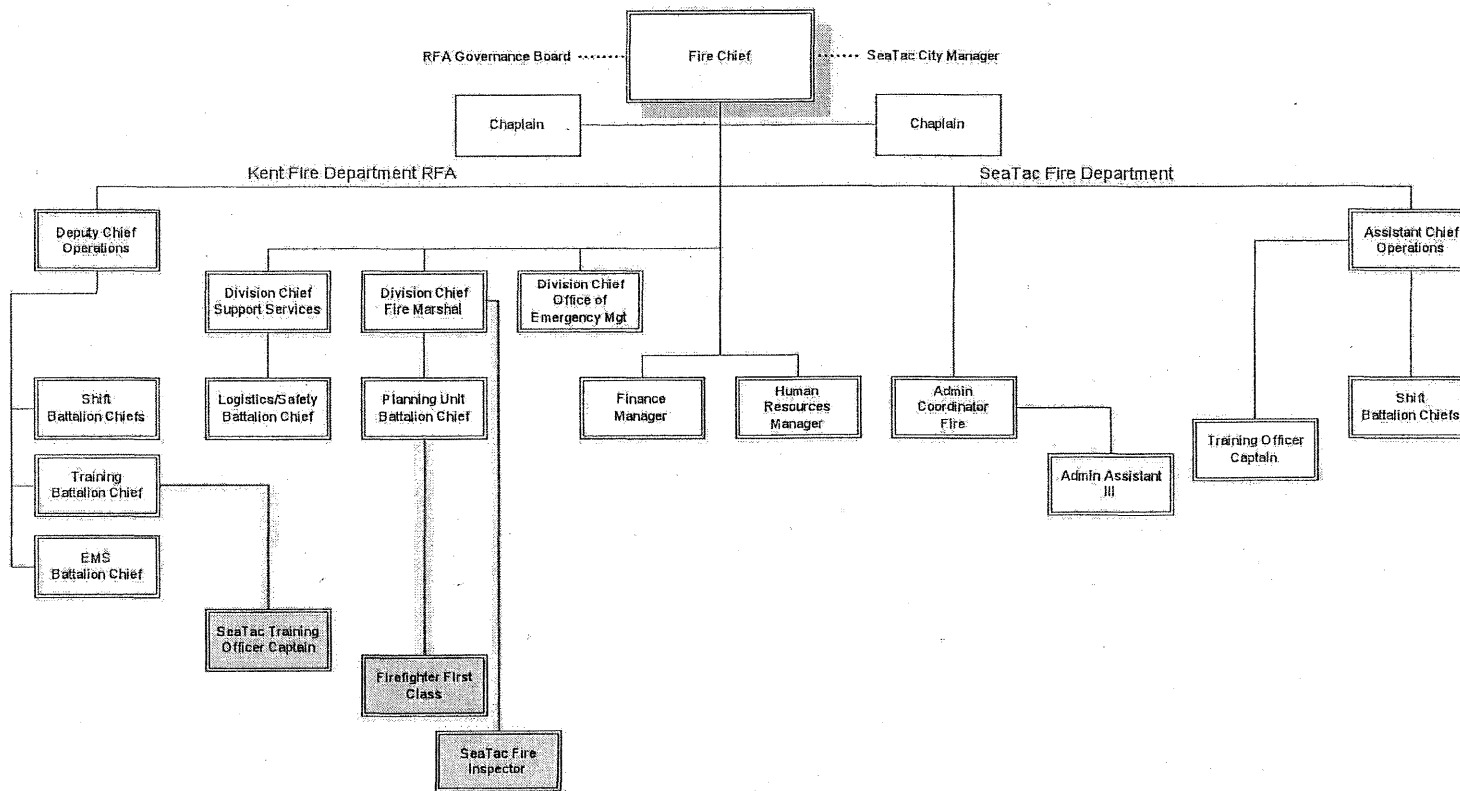 RFA Governance Board
Fire Chief
SeaTac City Manager
Chaplain
Chaplain
Kent Fire Department RFA
SeaTac Fire Department
Deputy Chief
Operations
Assistant Chief
Operations
Division Chief
Support Services
Division Chief
Fire Marshal
Division Chief
Office of
Emergency Mgt
Shift
Battalion Chiefs
Logistics/Safety
Battalion Chief
Planning Unit
Battalion Chief
Finance
Manager
Human
Resources
Manager
Admin
Coordinator
Fire
Shift
Battalion Chiefs
Training Officer
Captain
Training
Battalion Chief
Admin Assistant
III
EMS
Battalion Chief
SeaTac Training
Officer Captain
Firefighter First
Class
SeaTac Fire
Inspector